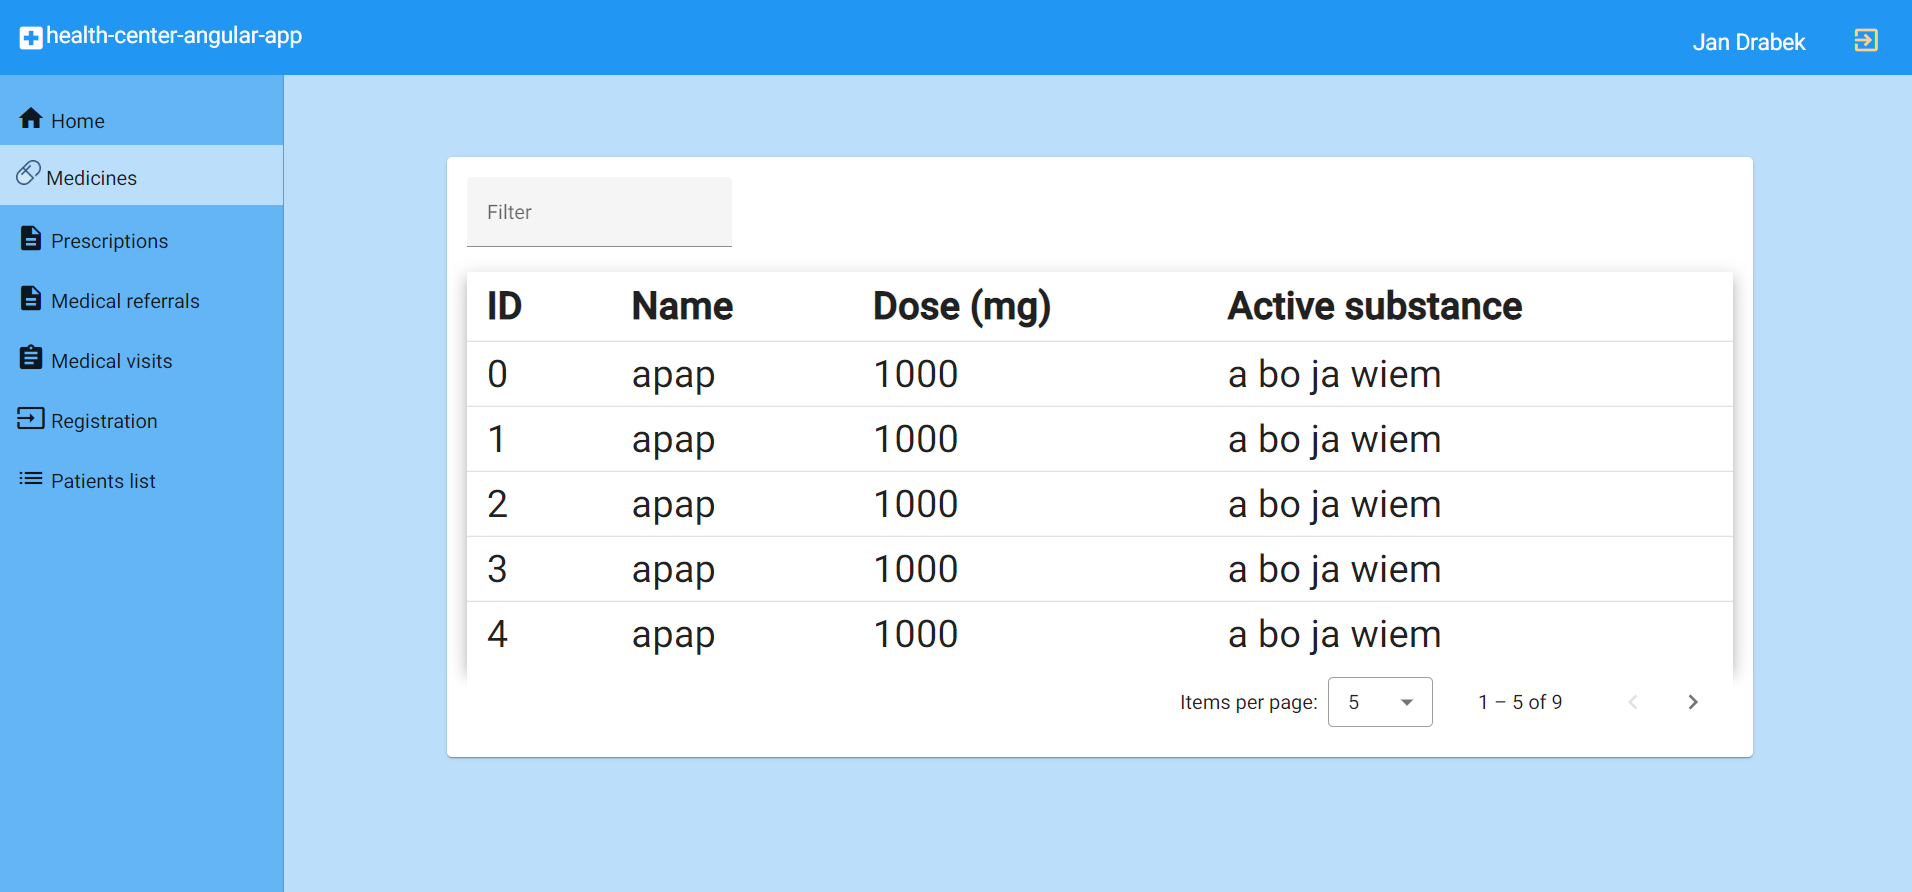 health-center-angular-app
Jan Drabek
Home
Medicines
Prescriptions
Medical referrals
Medical visits
Registration
Patients list
Filter
ID Name Dose (mg) Active substance
0 apap 1000 a bo ja wiem
1 apap 1000 a bo ja wiem
2 apap 1000 a bo ja wiem
3 apap 1000 a bo ja wiem
4 apap 1000 a bo ja wiem
Items per page: 5 1 – 5 of 9